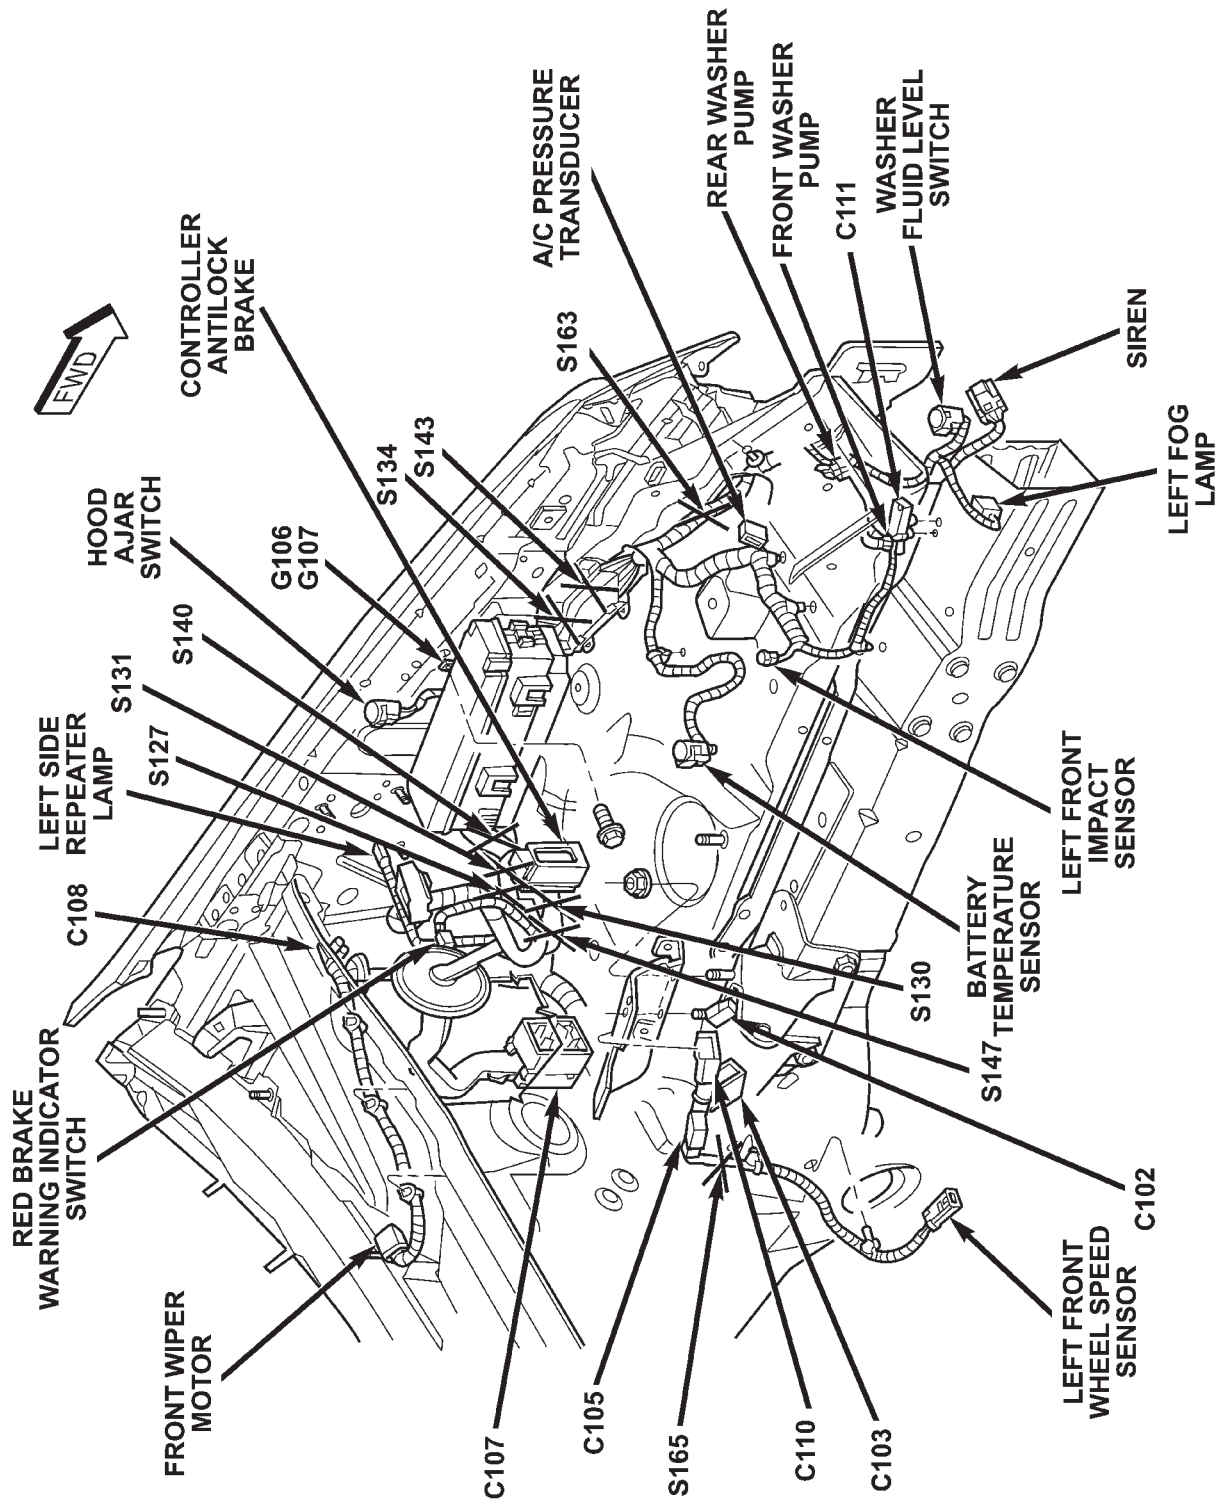 FRONT WIPER
MOTOR
RED BRAKE
WARNING INDICATOR
SWITCH
C108
LEFT SIDE
REPEATER
LAMP
S127
S131
S140
HOOD
AJAR
SWITCH
G106
G107
CONTROLLER
ANTILOCK
BRAKE
FWD
S134
S143
S163
A/C PRESSURE
TRANSDUCER
REAR WASHER
PUMP
FRONT WASHER
PUMP
C111
WASHER
FLUID LEVEL
SWITCH
SIREN
LEFT FOG
LAMP
LEFT FRONT
IMPACT
SENSOR
BATTERY
TEMPERATURE
SENSOR
S130
S147
C102
LEFT FRONT
WHEEL SPEED
SENSOR
C103
C110
S165
C105
C107